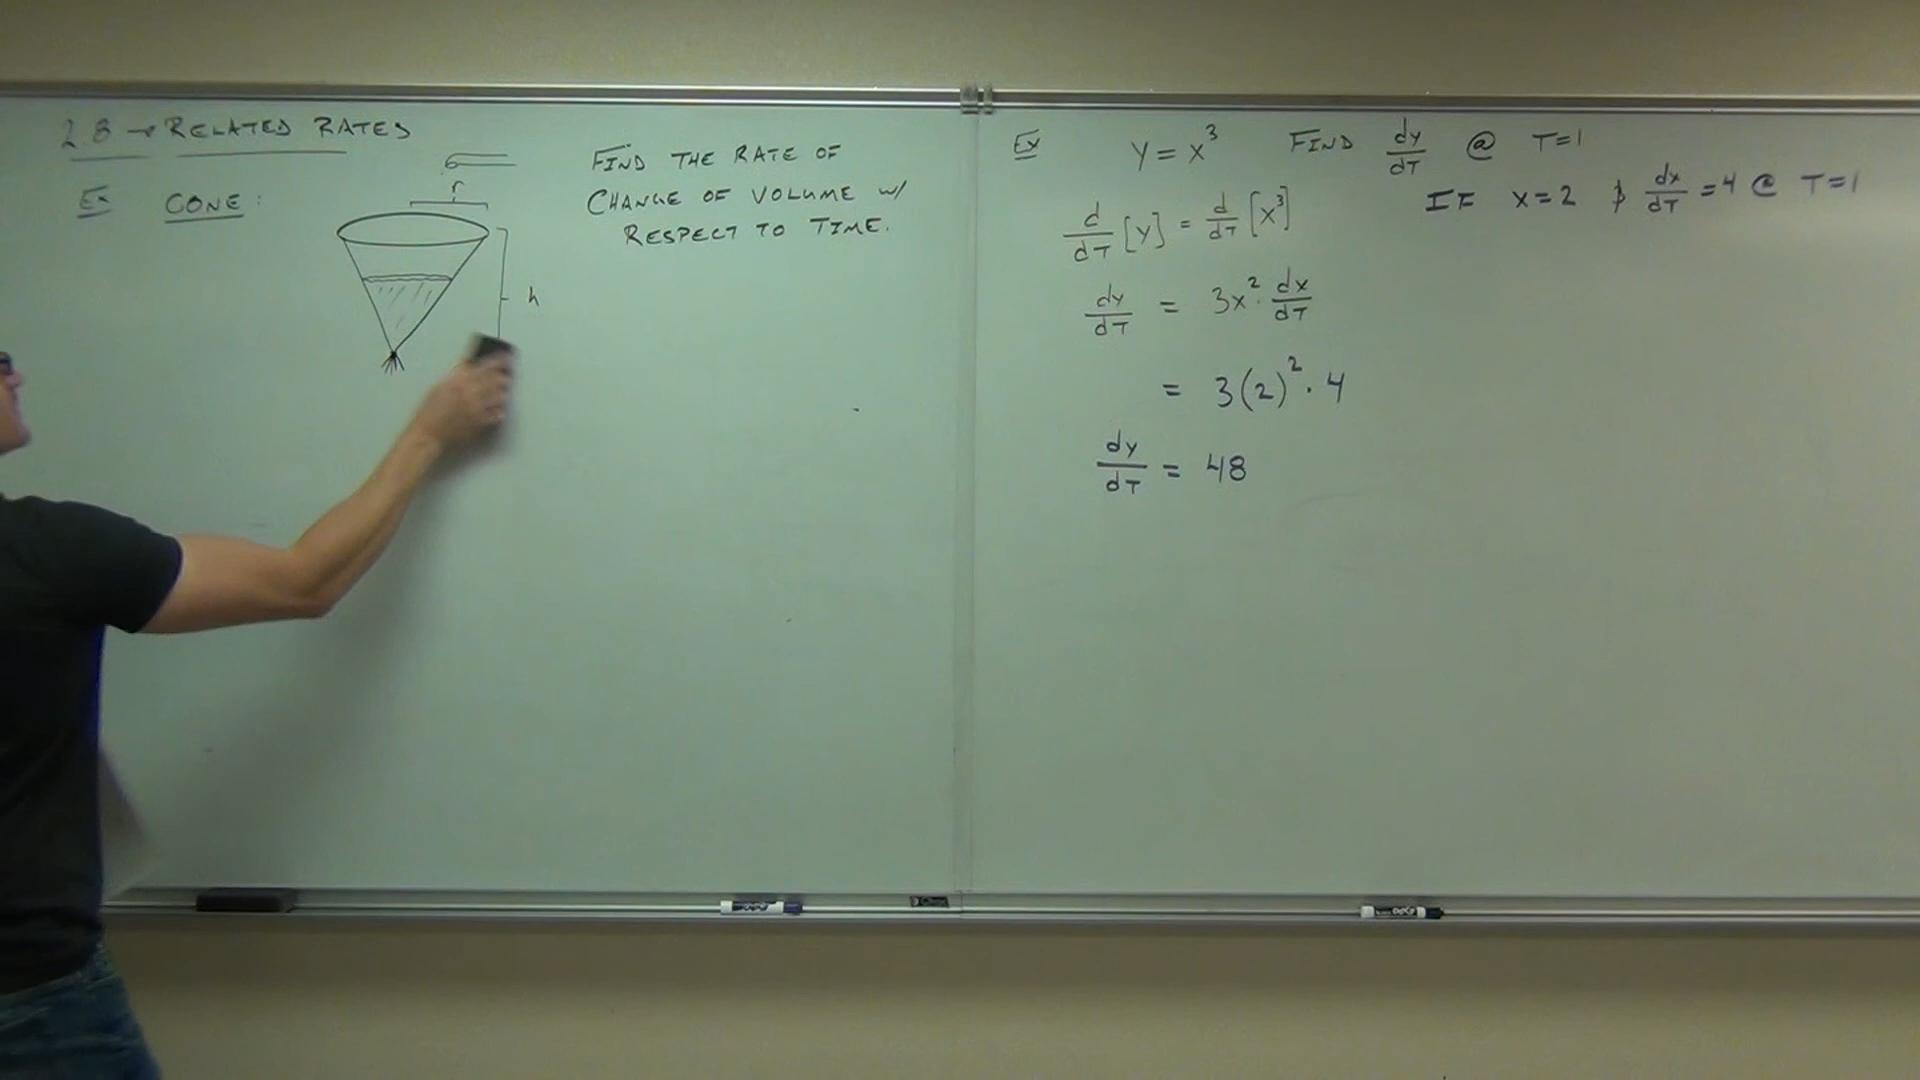 2.8 → RELATED RATES
Ex CONE:
r
h
FIND THE RATE OF
CHANGE OF VOLUME W/
RESPECT TO TIME.
Ex Y = X³ FIND dy/dT @ T=1
IF X=2 & dx/dT = 4 @ T=1
d/dT [Y] = d/dT [X³]
dy/dT = 3x² · dx/dT
= 3(2)² · 4
dy/dT = 48